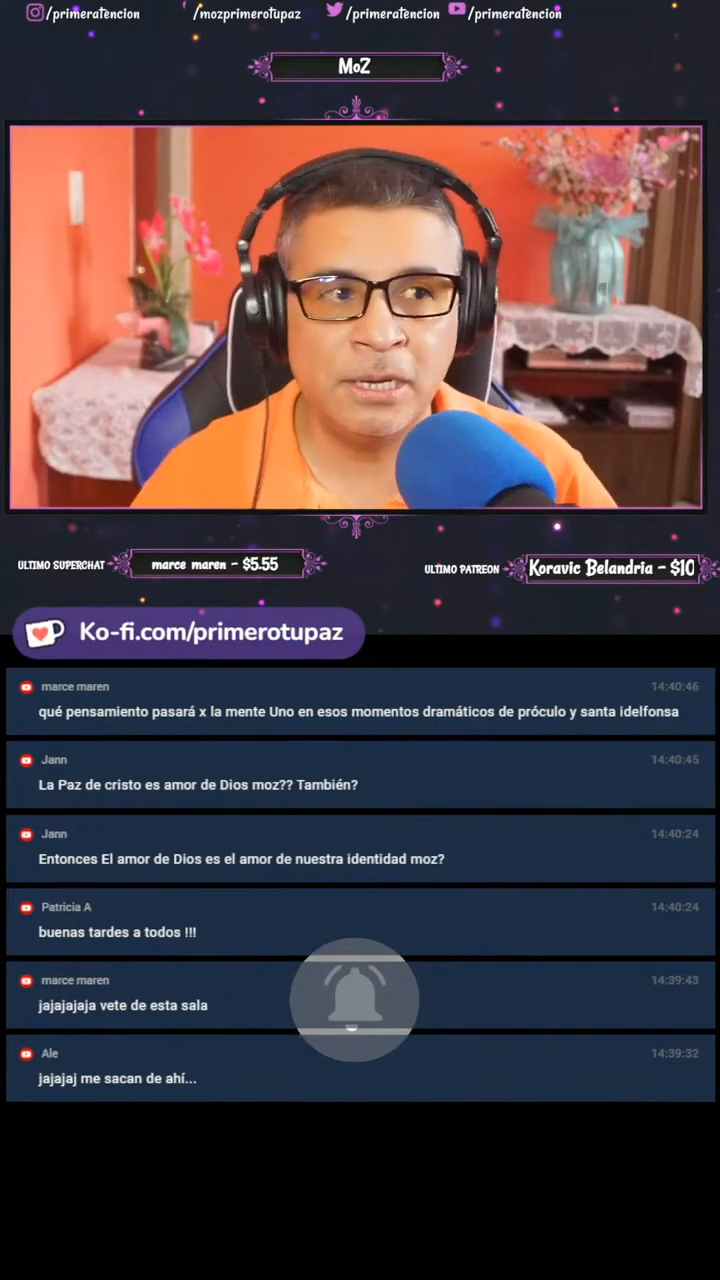 /primeratencion /mozprimerotupaz /primeratencion /primeratencion
MoZ
ULTIMO SUPERCHAT marce maren - $5.55 ULTIMO PATREON Koravic Belandria - $10
Ko-fi.com/primerotupaz
marce maren 14:40:46
qué pensamiento pasará x la mente Uno en esos momentos dramáticos de próculo y santa idelfonsa
Jann 14:40:45
La Paz de cristo es amor de Dios moz?? También?
Jann 14:40:24
Entonces El amor de Dios es el amor de nuestra identidad moz?
Patricia A 14:40:24
buenas tardes a todos !!!
marce maren 14:39:43
jajajajaja vete de esta sala
Ale 14:39:32
jajajaj me sacan de ahí...